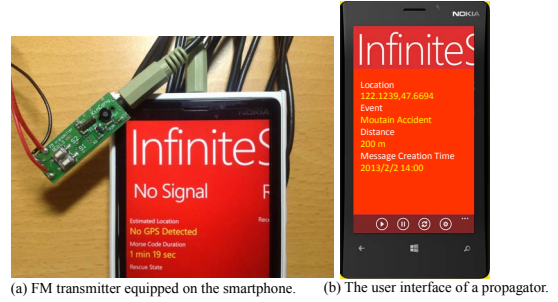 NOKIA
InfiniteS
No Signal
R
Estimated Location
Rec
No GPS Detected
Morse Code Duration
1 min 19 sec
Rescue State
(a) FM transmitter equipped on the smartphone.
NOKIA
InfiniteS
Location
122.1239,47.6694
Event
Moutain Accident
Distance
200 m
Message Creation Time
2013/2/2 14:00
(b) The user interface of a propagator.